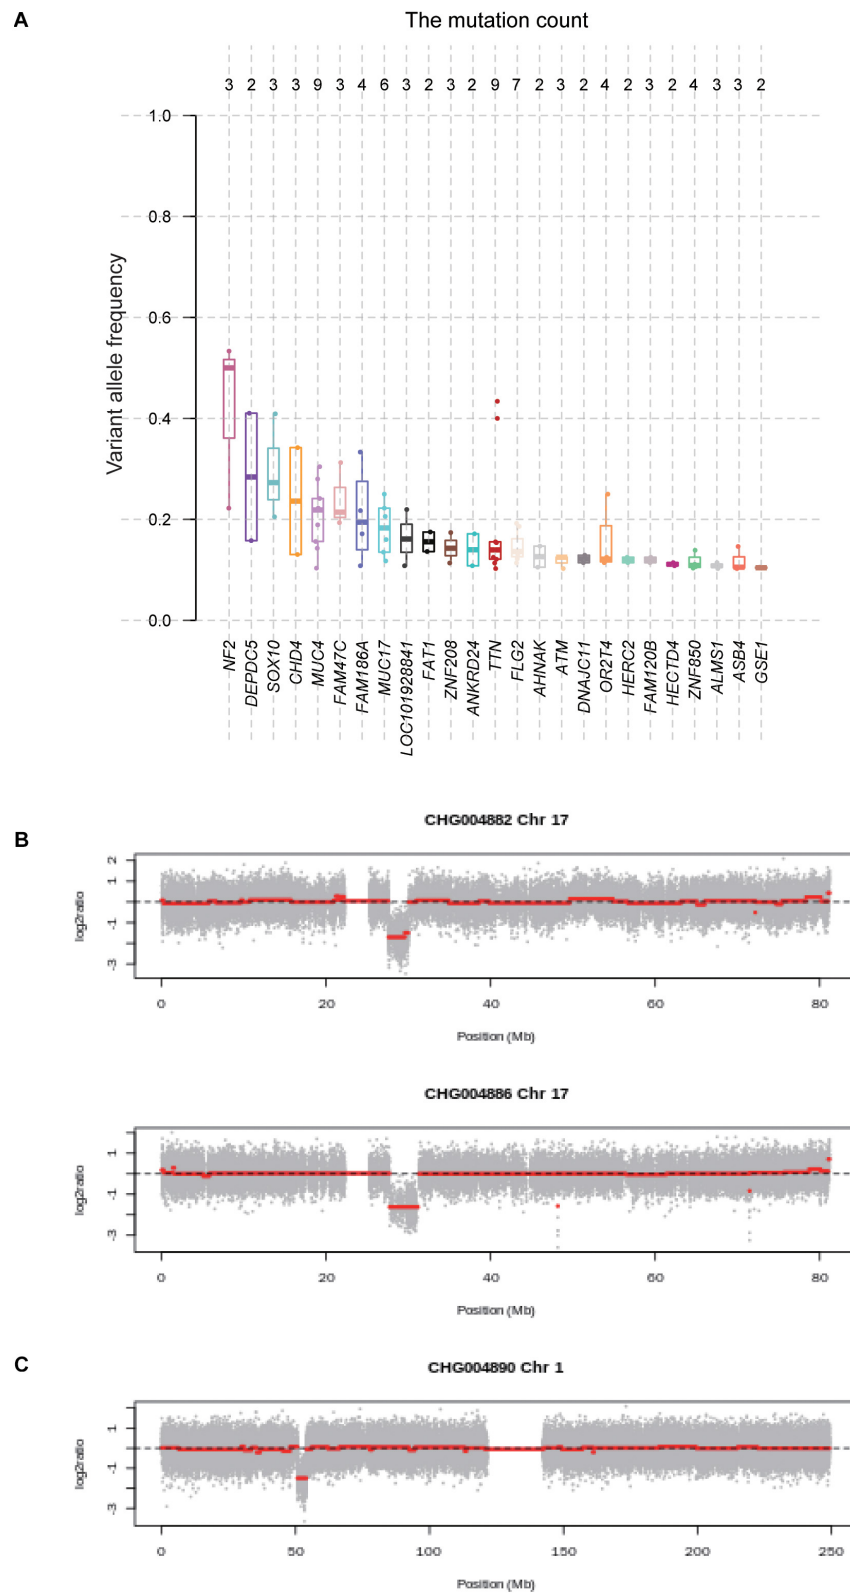 A
The mutation count
3 2 3 3 9 3 4 6 3 2 3 2 9 7 2 3 2 4 2 3 2 4 3 3 2
1.0
0.8
0.6
0.4
0.2
0.0
Variant allele frequency
NF2
DEPDC5
SOX10
CHD4
MUC4
FAM47C
FAM186A
MUC17
LOC101928841
FAT1
ZNF208
ANKRD24
TTN
FLG2
AHNAK
ATM
DNAJC11
OR2T4
HERC2
FAM120B
HECTD4
ZNF850
ALMS1
ASB4
GSE1
B
CHG004882 Chr 17
2
1
-1
-3
log2ratio
0 20 40 60 80
Position (Mb)
CHG004886 Chr 17
1
-1
-3
log2ratio
0 20 40 60 80
Position (Mb)
C
CHG004890 Chr 1
1
-1
-3
log2ratio
0 50 100 150 200 250
Position (Mb)